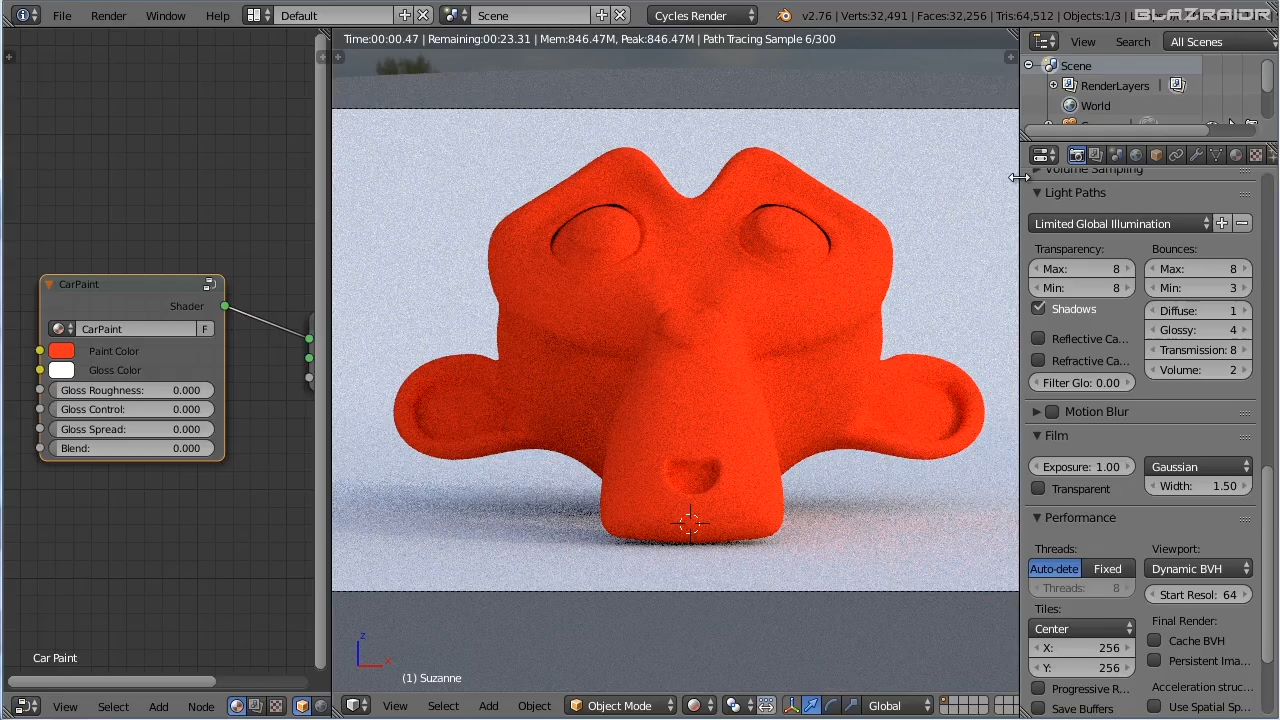 File Render Window Help Default Scene Cycles Render v2.76 | Verts:32,491 | Faces:32,256 | Tris:64,512 | Objects:1/3 |
BLAZRAIDR
Time:00:00.47 | Remaining:00:23.31 | Mem:846.47M, Peak:846.47M | Path Tracing Sample 6/300
View Search All Scenes
Scene
RenderLayers |
World
Volume Sampling
Light Paths
Limited Global Illumination
Transparency: Bounces:
Max: 8 Max: 8
Min: 8 Min: 3
Shadows Diffuse: 1
Glossy: 4
Reflective Ca...
Transmission: 8
Refractive Ca...
Volume: 2
Filter Glo: 0.00
Motion Blur
Film
Exposure: 1.00 Gaussian
Transparent Width: 1.50
Performance
Threads: Viewport:
Auto-dete Fixed Dynamic BVH
Threads: 8 Start Resol: 64
Tiles: Final Render:
Center Cache BVH
X: 256
Y: 256 Persistent Ima...
Progressive R... Acceleration struc...
Save Buffers Use Spatial Sp...
CarPaint
Shader
CarPaint F
Paint Color
Gloss Color
Gloss Roughness: 0.000
Gloss Control: 0.000
Gloss Spread: 0.000
Blend: 0.000
Car Paint
z
x
(1) Suzanne
View Select Add Node
View Select Add Object Object Mode Global